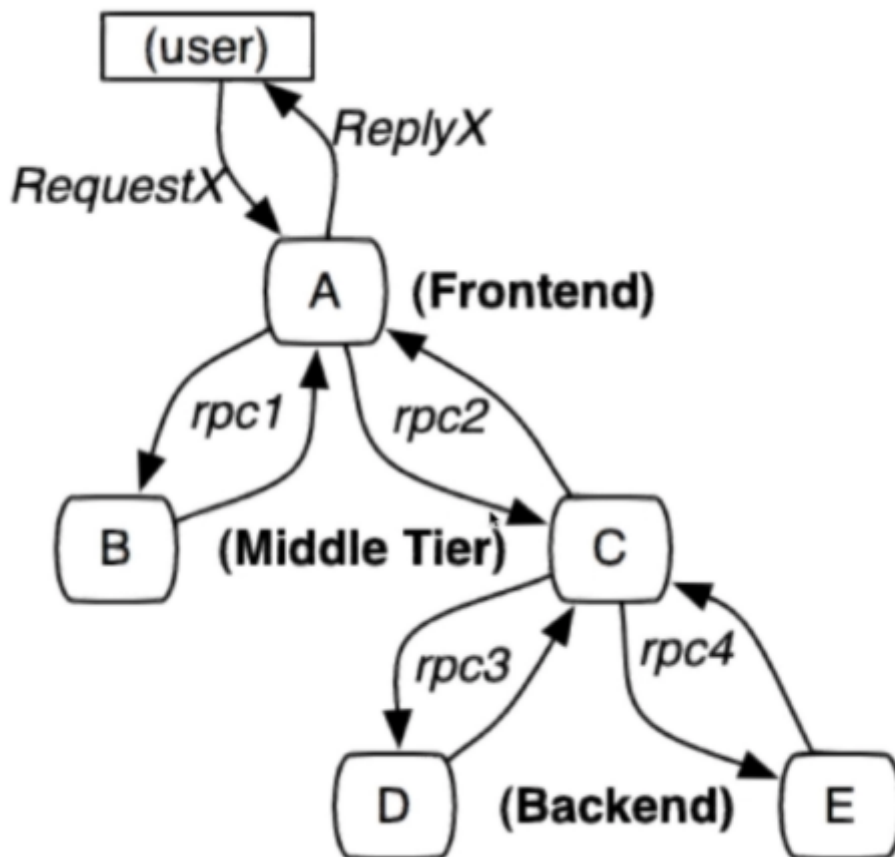 (user)
ReplyX
RequestX
A (Frontend)
rpc1 rpc2
B (Middle Tier) C
rpc3 rpc4
D (Backend) E